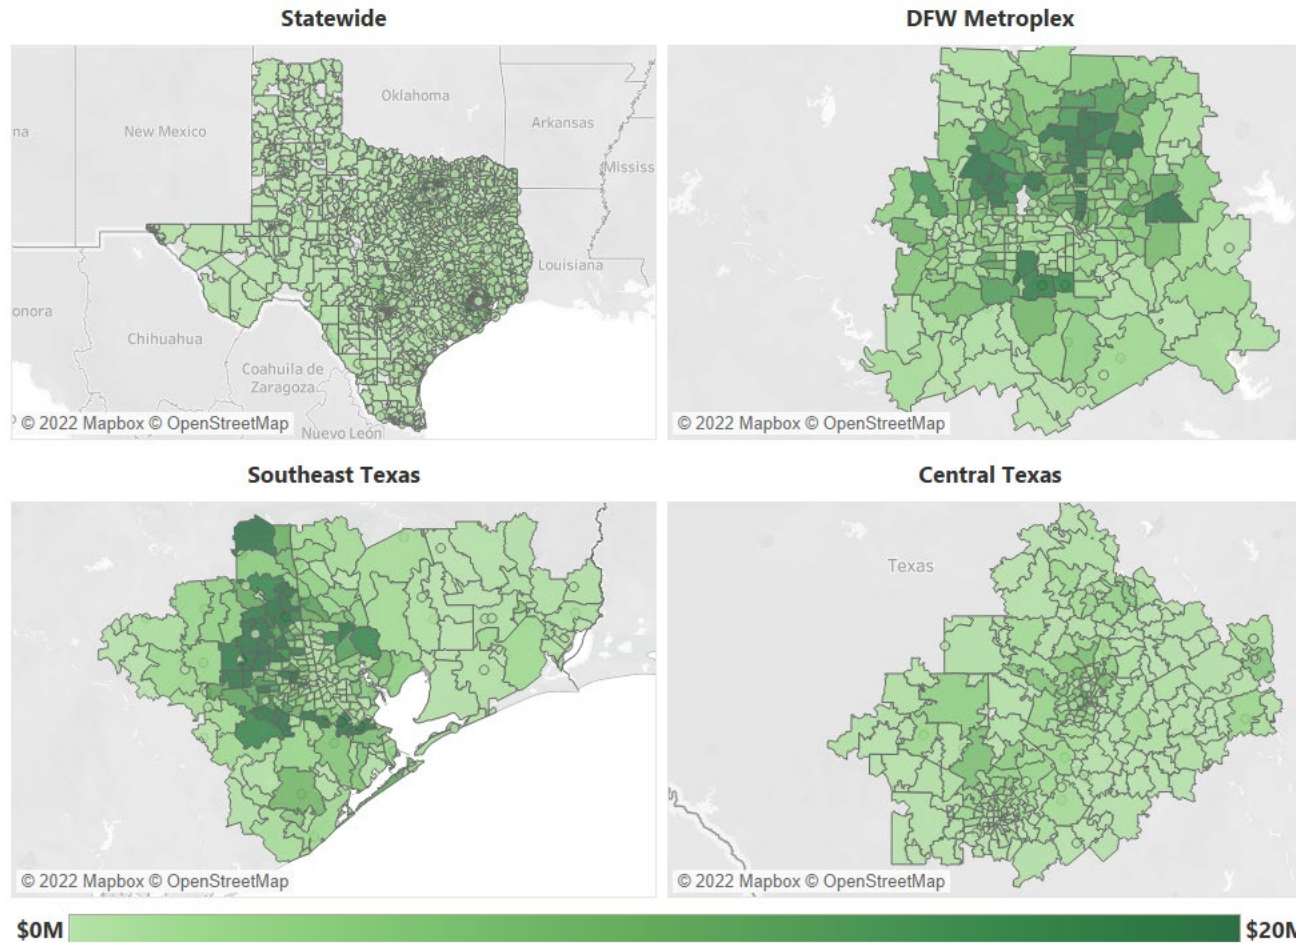 Statewide
DFW Metroplex
Oklahoma
Arkansas
na
New Mexico
Mississ
Louisiana
onora
Chihuahua
Coahuila de
Zaragoza
Nuevo León
© 2022 Mapbox © OpenStreetMap
© 2022 Mapbox © OpenStreetMap
Southeast Texas
Central Texas
Texas
© 2022 Mapbox © OpenStreetMap
© 2022 Mapbox © OpenStreetMap
$0M
$20M